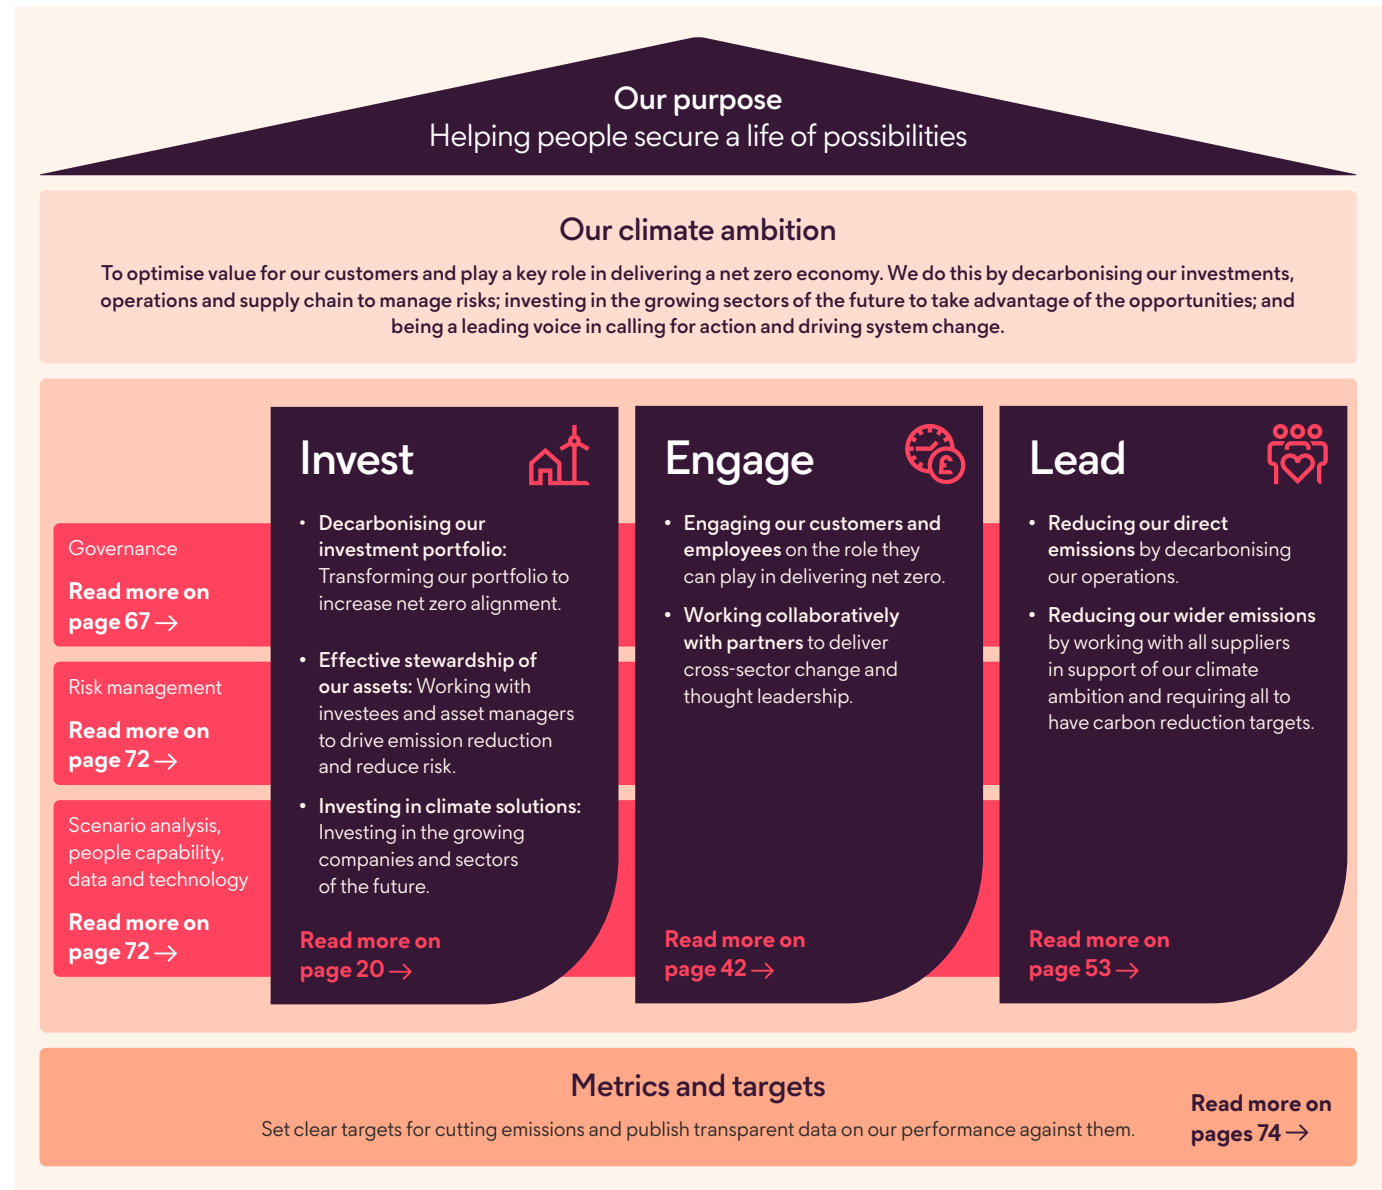 Our purpose
Helping people secure a life of possibilities
Our climate ambition
To optimise value for our customers and play a key role in delivering a net zero economy. We do this by decarbonising our investments,
operations and supply chain to manage risks; investing in the growing sectors of the future to take advantage of the opportunities; and
being a leading voice in calling for action and driving system change.
Governance
Read more on
page 67 →
Risk management
Read more on
page 72 →
Scenario analysis,
people capability,
data and technology
Read more on
page 72 →
Invest
• Decarbonising our
investment portfolio:
Transforming our portfolio to
increase net zero alignment.
• Effective stewardship of
our assets: Working with
investees and asset managers
to drive emission reduction
and reduce risk.
• Investing in climate solutions:
Investing in the growing
companies and sectors
of the future.
Read more on
page 20 →
Engage
£
• Engaging our customers and
employees on the role they
can play in delivering net zero.
• Working collaboratively
with partners to deliver
cross-sector change and
thought leadership.
Read more on
page 42 →
Lead
• Reducing our direct
emissions by decarbonising
our operations.
• Reducing our wider emissions
by working with all suppliers
in support of our climate
ambition and requiring all to
have carbon reduction targets.
Read more on
page 53 →
Metrics and targets
Set clear targets for cutting emissions and publish transparent data on our performance against them.
Read more on
pages 74 →